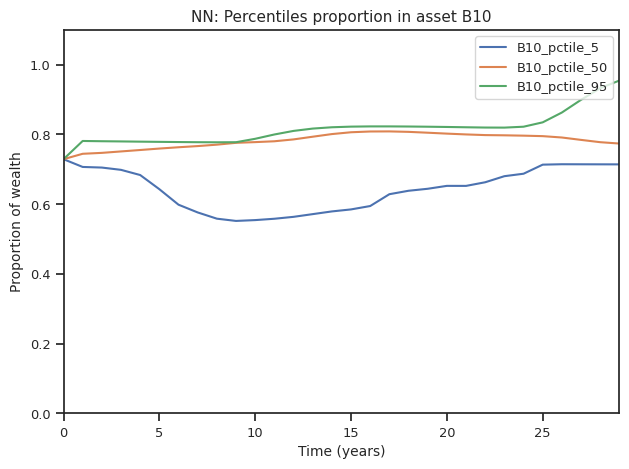 NN: Percentiles proportion in asset B10
B10_pctile_5
B10_pctile_50
B10_pctile_95
Proportion of wealth
1.0
0.8
0.6
0.4
0.2
0.0
0 5 10 15 20 25
Time (years)